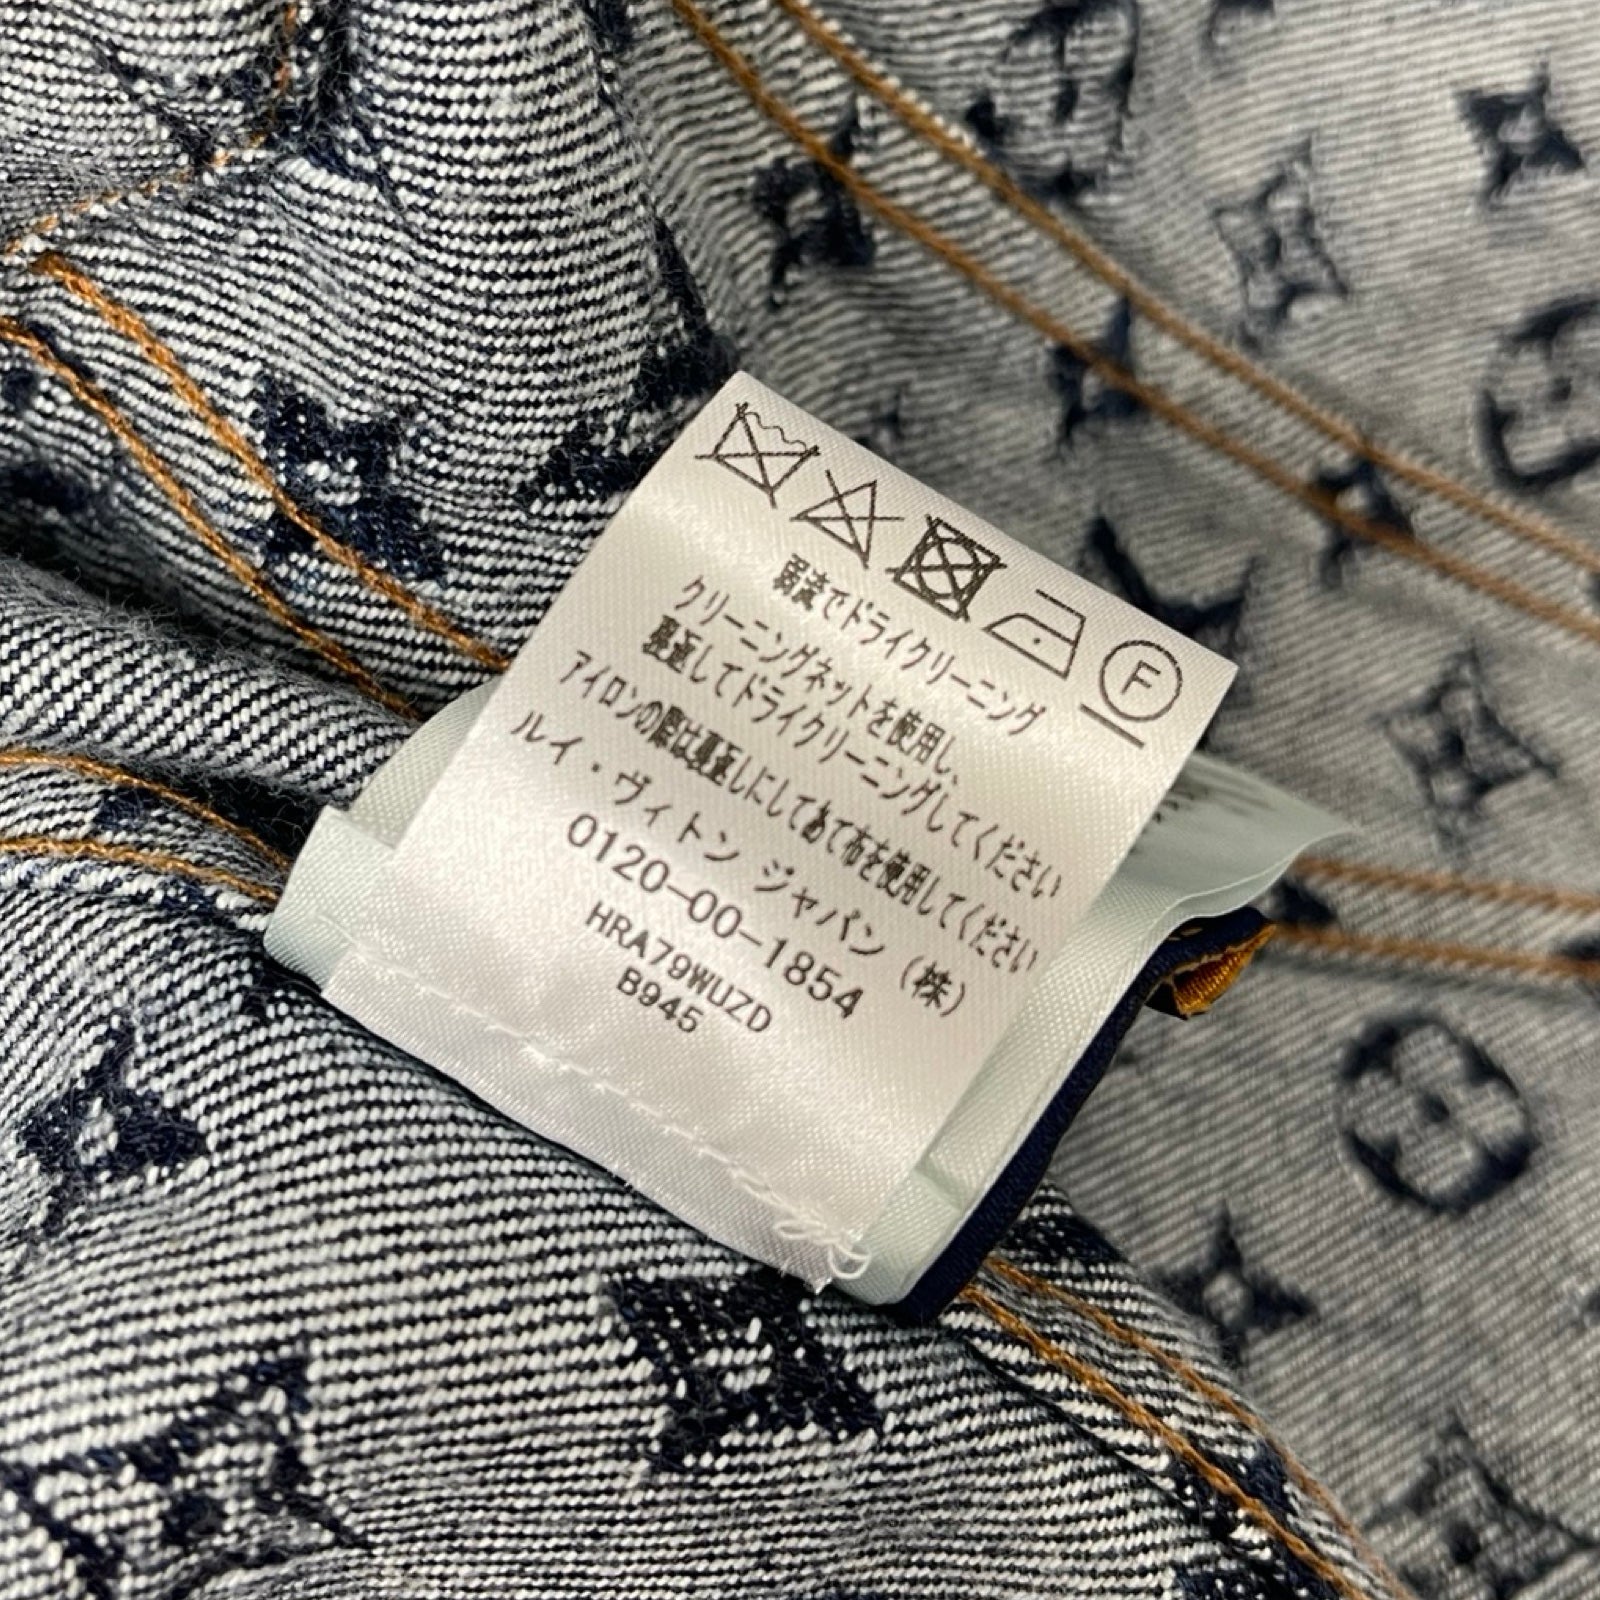 F
弱流でドライクリーニング
クリーニングネットを使用し、
裏返してドライクリーニングしてください
アイロンの際は裏返しにしてあて布を使用してください
ルイ・ヴィトン ジャパン (株)
0120-00-1854
HRA79WUZD
B945